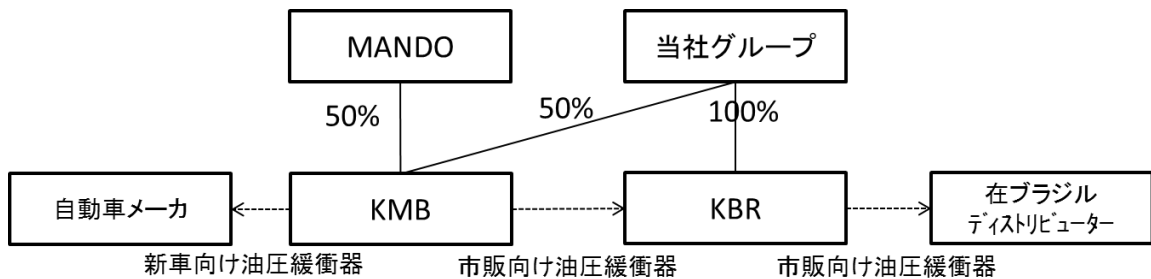 MANDO
当社グループ
50%
50%
100%
自動車メーカ
KMB
KBR
在ブラジル
ディストリビューター
新車向け油圧緩衝器
市販向け油圧緩衝器
市販向け油圧緩衝器